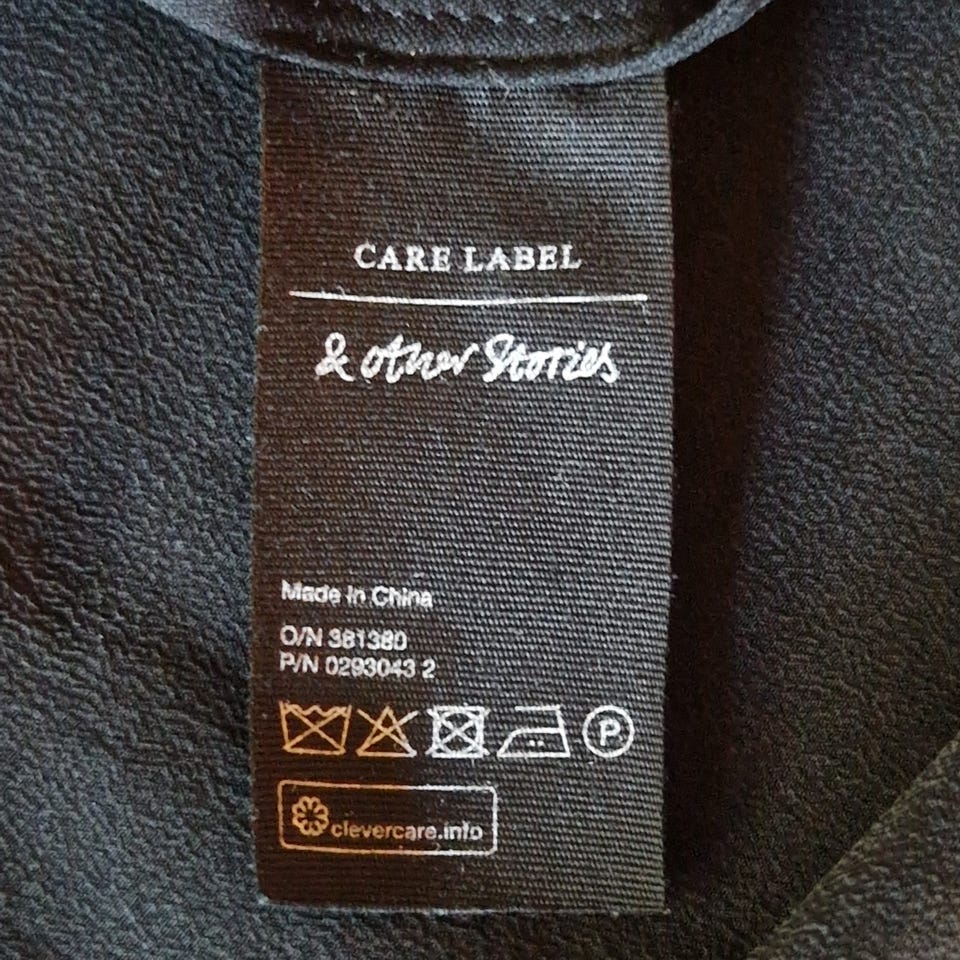 CARE LABEL
& other Stories
Made in China
O/N 381380
P/N 0293043 2
P
clevercare.info